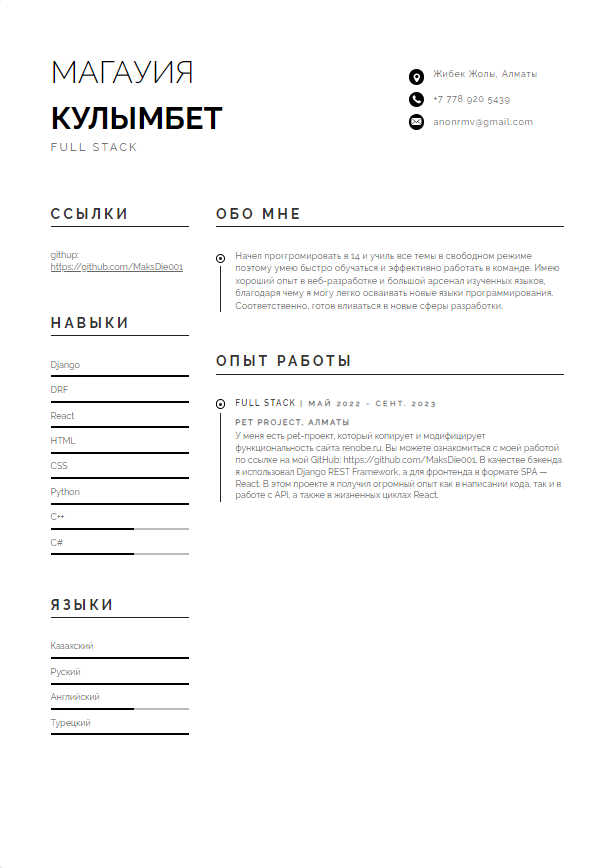 МАГАУИЯ
КУЛЫМБЕТ
FULL STACK
Жибек Жолы, Алматы
+7 778 920 5439
anonrmv@gmail.com
ССЫЛКИ
githup:
https://github.com/MaksDie001
НАВЫКИ
Django
DRF
React
HTML
CSS
Python
C++
C#
ЯЗЫКИ
Казахский
Руский
Английский
Турецкий
ОБО МНЕ
Начел проггромировать в 14 и училь все темы в свободном режиме
поэтому умею быстро обучаться и эффективно работать в команде. Имею
хороший опыт в веб-разработке и большой арсенал изученных языков,
благодаря чему я могу легко осваивать новые языки программирования.
Соответственно, готов вливаться в новые сферы разработки.
ОПЫТ РАБОТЫ
FULL STACK | МАЙ 2022 - СЕНТ. 2023
PET PROJECT, АЛМАТЫ
У меня есть pet-проект, который копирует и модифицирует
функциональность сайта renobe.ru. Вы можете ознакомиться с моей работой
по ссылке на мой GitHub: https://github.com/MaksDie001. В качестве бэкенда
я использовал Django REST Framework, а для фронтенда в формате SPA —
React. В этом проекте я получил огромный опыт как в написании кода, так и в
работе с API, а также в жизненных циклах React.